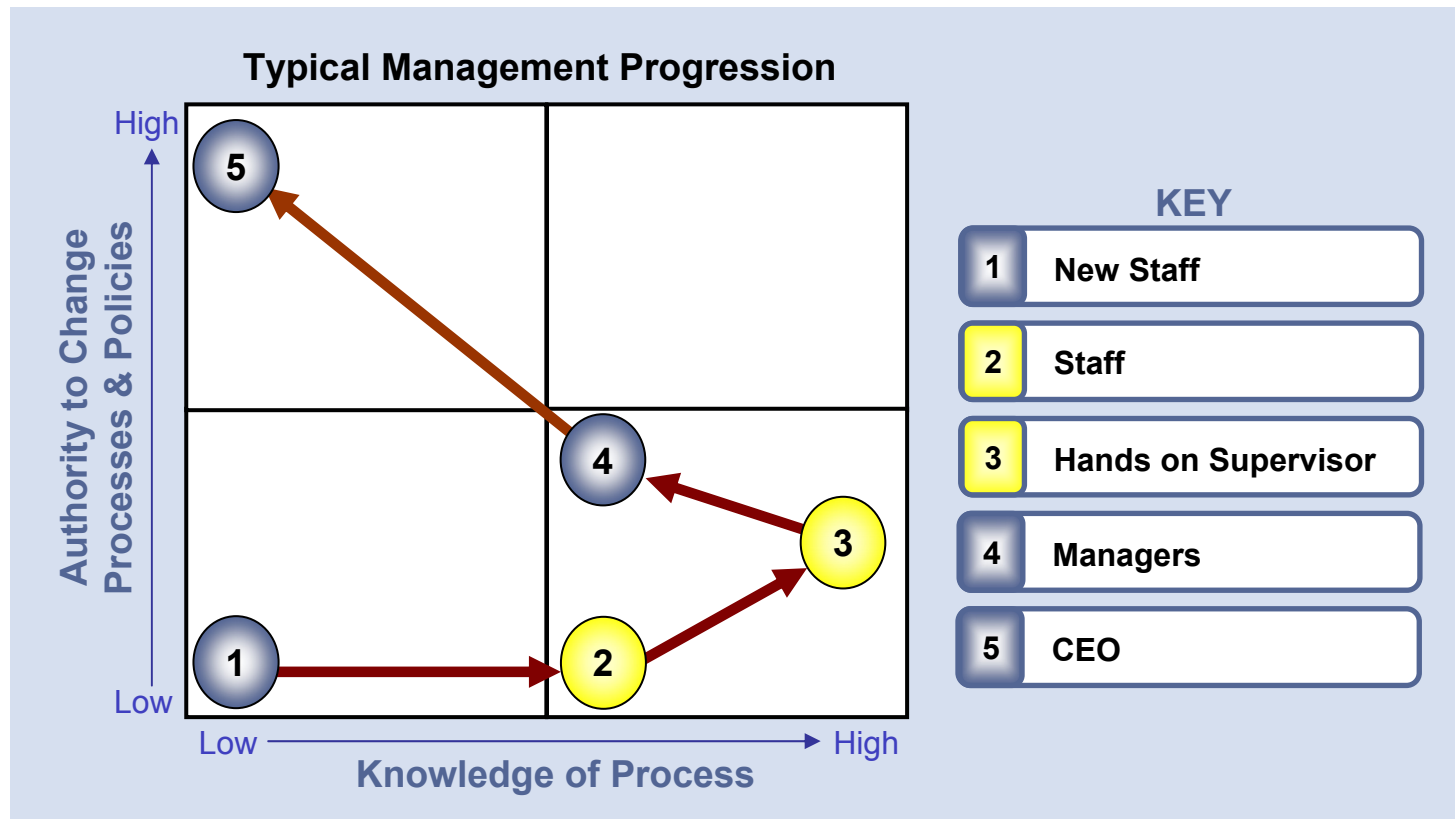 Typical Management Progression
High
Authority to Change
Processes & Policies
Low
5
4
3
1
2
Low
High
Knowledge of Process
KEY
1 New Staff
2 Staff
3 Hands on Supervisor
4 Managers
5 CEO